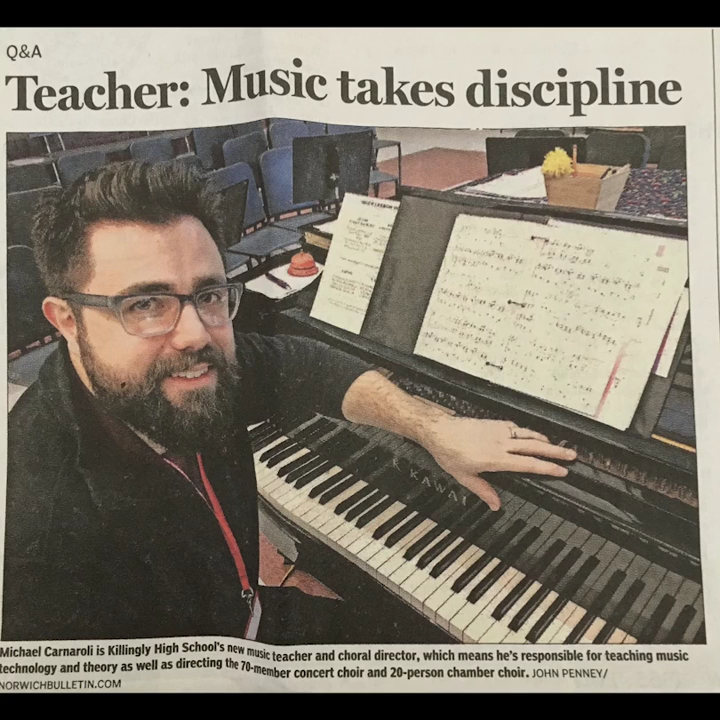 Q&A
Teacher: Music takes discipline
K. KAWAI
Michael Carnaroli is Killingly High School's new music teacher and choral director, which means he's responsible for teaching music
technology and theory as well as directing the 70-member concert choir and 20-person chamber choir. JOHN PENNEY/
NORWICHBULLETIN.COM